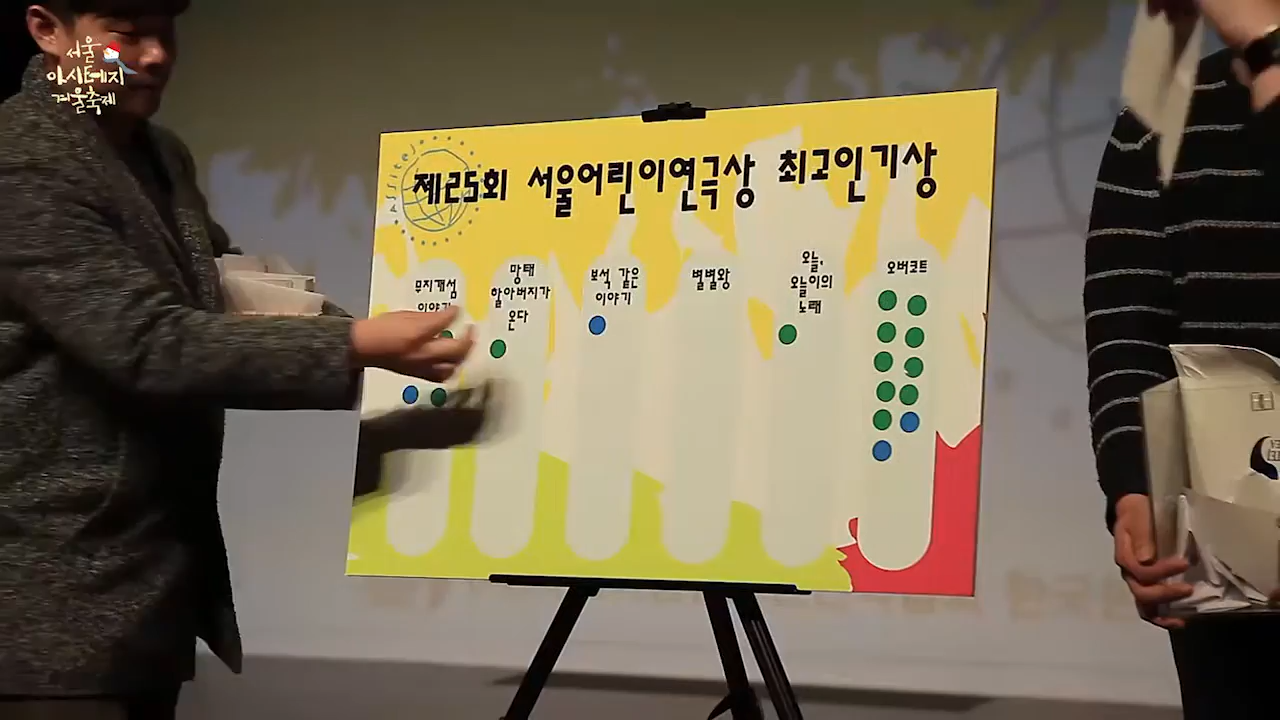 서울
아시테지
겨울축제
assitej
제25회 서울어린이연극상 최고인기상
무지개섬
이야기
망태
할아버지가
온다
보석 같은
이야기
별별왕
오늘,
오늘이의
노래
오버코트